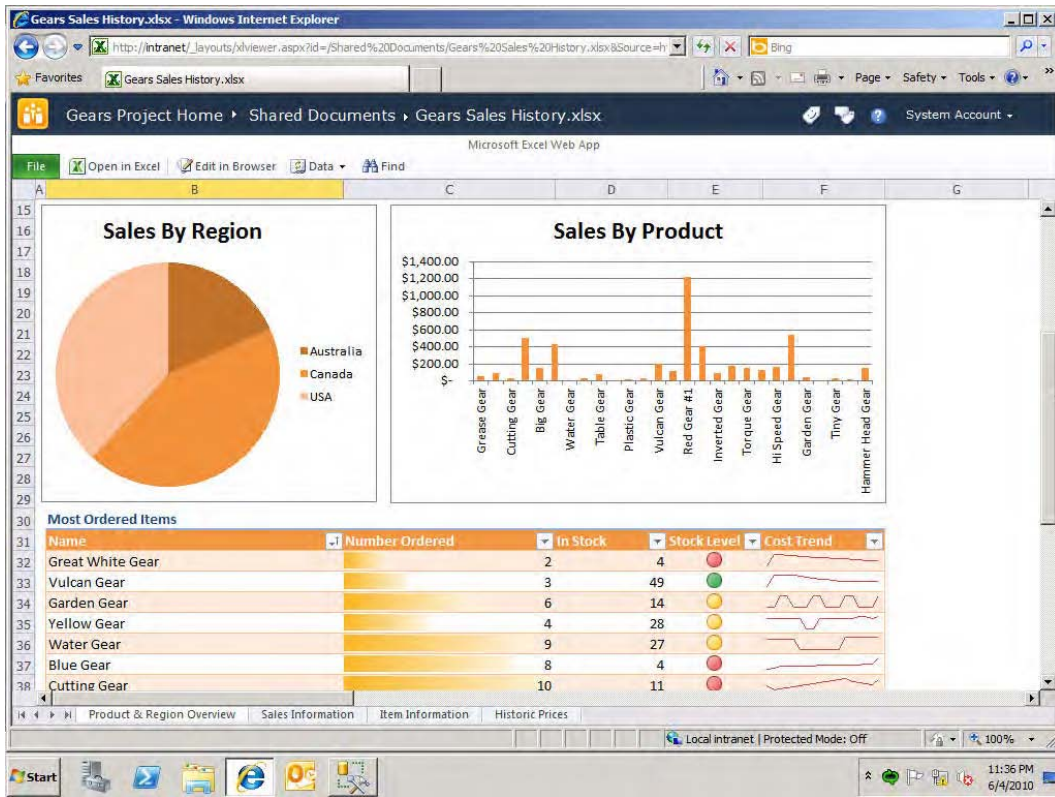 Gears Sales History.xlsx - Windows Internet Explorer
http://intranet/_layouts/xlviewer.aspx?id=/Shared%20Documents/Gears%20Sales%20History.xlsx&Source=h
Bing
Favorites
Gears Sales History.xlsx
Page
Safety
Tools
Gears Project Home
Shared Documents
Gears Sales History.xlsx
System Account
Microsoft Excel Web App
File
Open in Excel
Edit in Browser
Data
Find
A B C D E F G
15
16
17
18
19
20
21
22
23
24
25
26
27
28
29
Sales By Region
Australia
Canada
USA
Sales By Product
$1,400.00
$1,200.00
$1,000.00
$800.00
$600.00
$400.00
$200.00
$-
Grease Gear
Cutting Gear
Big Gear
Water Gear
Table Gear
Plastic Gear
Vulcan Gear
Red Gear #1
Inverted Gear
Torque Gear
Hi Speed Gear
Garden Gear
Tiny Gear
Hammer Head Gear
30 Most Ordered Items
31 Name Number Ordered In Stock Stock Level Cost Trend
32 Great White Gear 2 4
33 Vulcan Gear 3 49
34 Garden Gear 6 14
35 Yellow Gear 4 28
36 Water Gear 9 27
37 Blue Gear 8 4
38 Cutting Gear 10 11
Product & Region Overview
Sales Information
Item Information
Historic Prices
Local intranet | Protected Mode: Off
100%
Start
11:36 PM
6/4/2010